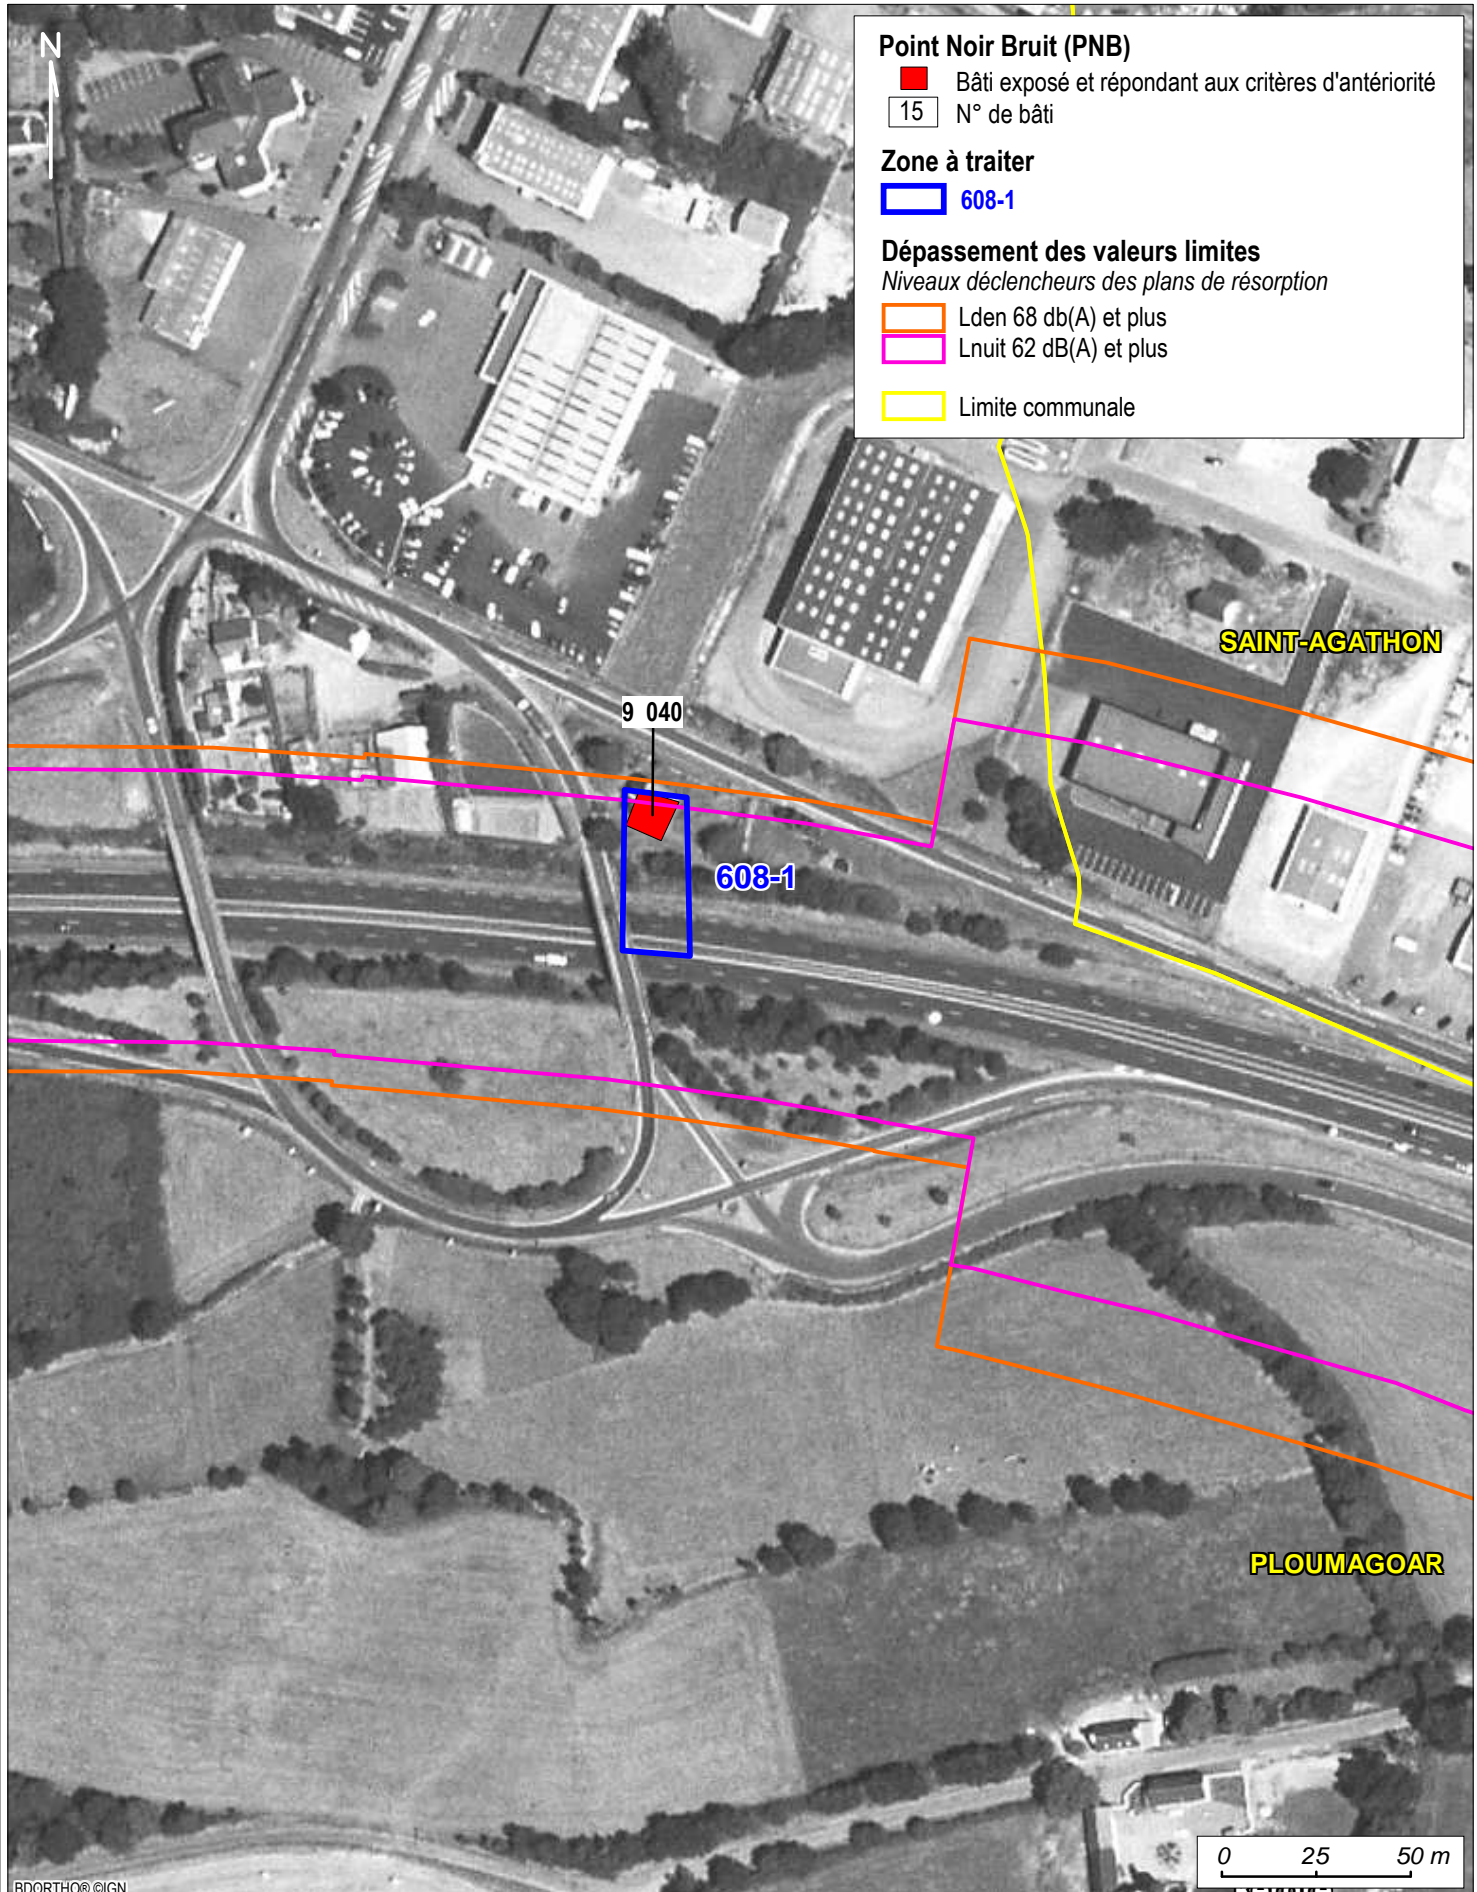 N
Point Noir Bruit (PNB)
Bâti exposé et répondant aux critères d'antériorité
15 N° de bâti
Zone à traiter
608-1
Dépassement des valeurs limites
Niveaux déclencheurs des plans de résorption
Lden 68 db(A) et plus
Lnuit 62 dB(A) et plus
Limite communale
SAINT-AGATHON
9 040
608-1
PLOUMAGOAR
0 25 50 m
BDORTHO® ©IGN